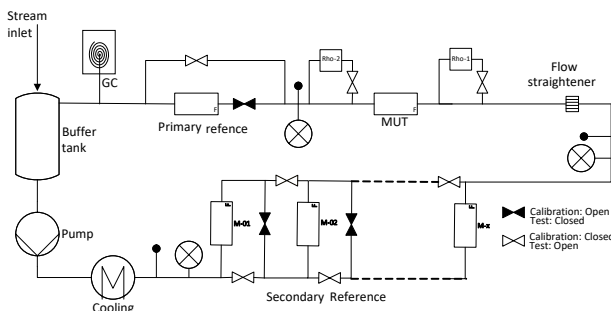 Stream
inlet
GC
Rho-2
Rho-1
Flow
straightener
F
F
Primary refence
MUT
Buffer
tank
M-01
M-02
M-x
Calibration: Open
Test: Closed
Calibration: Closed
Test: Open
Pump
Cooling
Secondary Reference